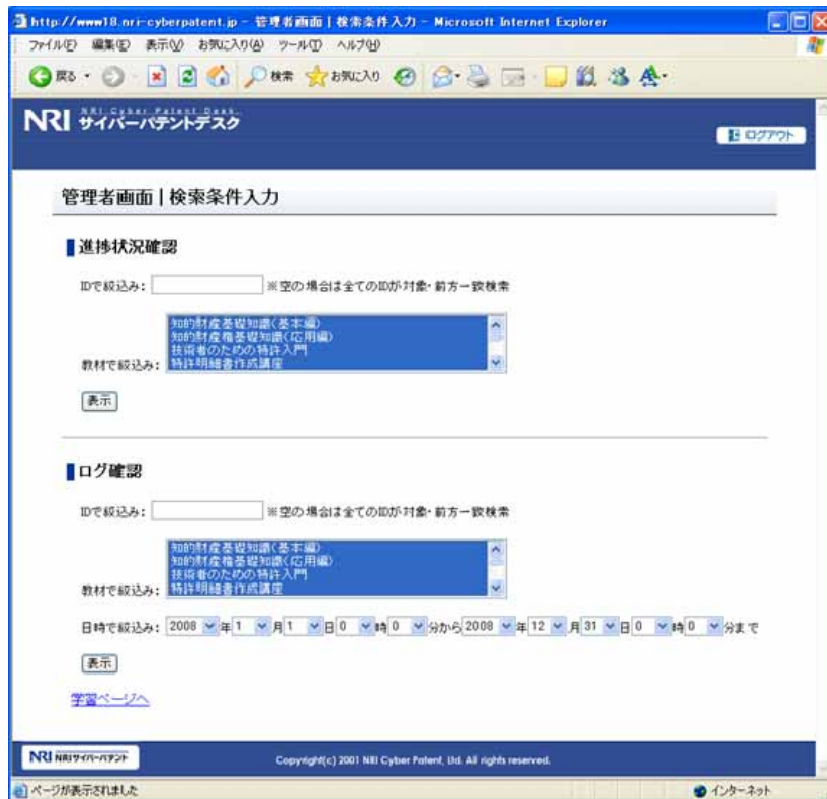 http://www18.nri-cyberpatent.jp - 管理者画面 | 検索条件入力 - Microsoft Internet Explorer
ファイル(F) 編集(E) 表示(V) お気に入り(A) ツール(T) ヘルプ(H)
戻る 検索 お気に入り
NRI Cyber Patent Desk
NRI サイバーパテントデスク
ログアウト
管理者画面 | 検索条件入力
進捗状況確認
IDで絞込み: ※空の場合は全てのIDが対象・前方一致検索
知的財産基礎知識(基本編)
知的財産権基礎知識(応用編)
技術者のための特許入門
教材で絞込み: 特許明細書作成講座
表示
ログ確認
IDで絞込み: ※空の場合は全てのIDが対象・前方一致検索
知的財産基礎知識(基本編)
知的財産権基礎知識(応用編)
技術者のための特許入門
教材で絞込み: 特許明細書作成講座
日時で絞込み: 2008 年 1 月 1 日 0 時 0 分から 2008 年 12 月 31 日 0 時 0 分まで
表示
学習ページへ
NRI NRIサイバーパテント Copyright(c) 2001 NRI Cyber Patent, Ltd. All rights reserved.
ページが表示されました インターネット